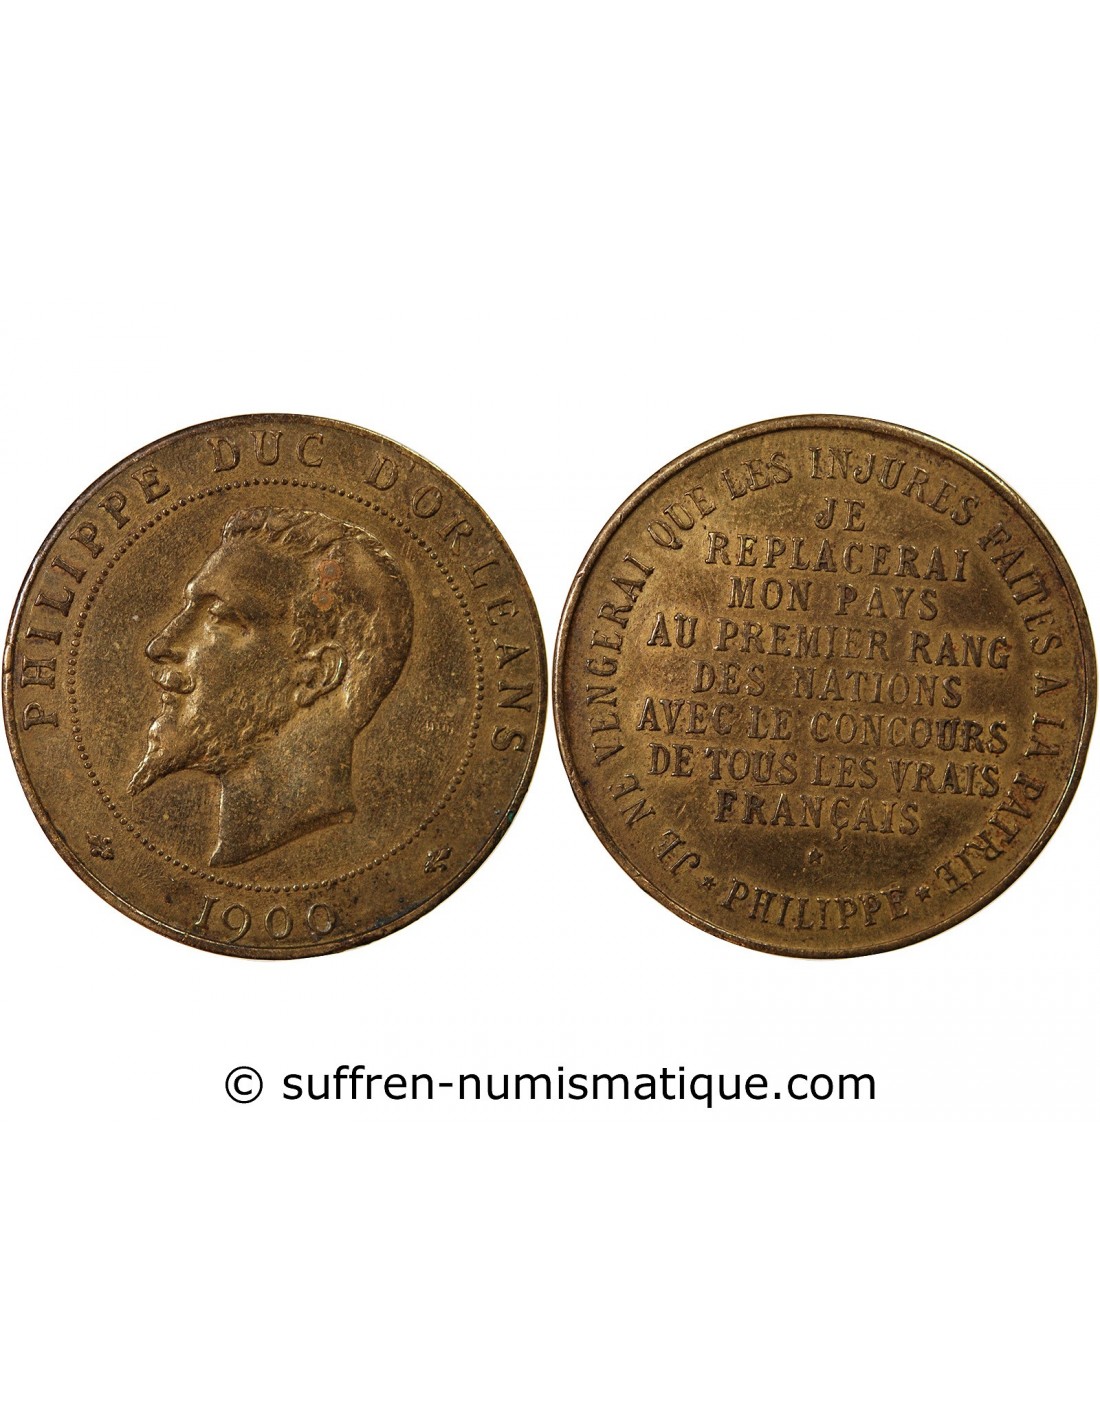 PHILIPPE DUC D'ORLEANS
1900
JE NE VENGERAI QUE LES INJURES FAITES A LA PATRIE
* PHILIPPE *
JE
REPLACERAI
MON PAYS
AU PREMIER RANG
DES NATIONS
AVEC LE CONCOURS
DE TOUS LES VRAIS
FRANÇAIS
*
© suffren-numismatique.com